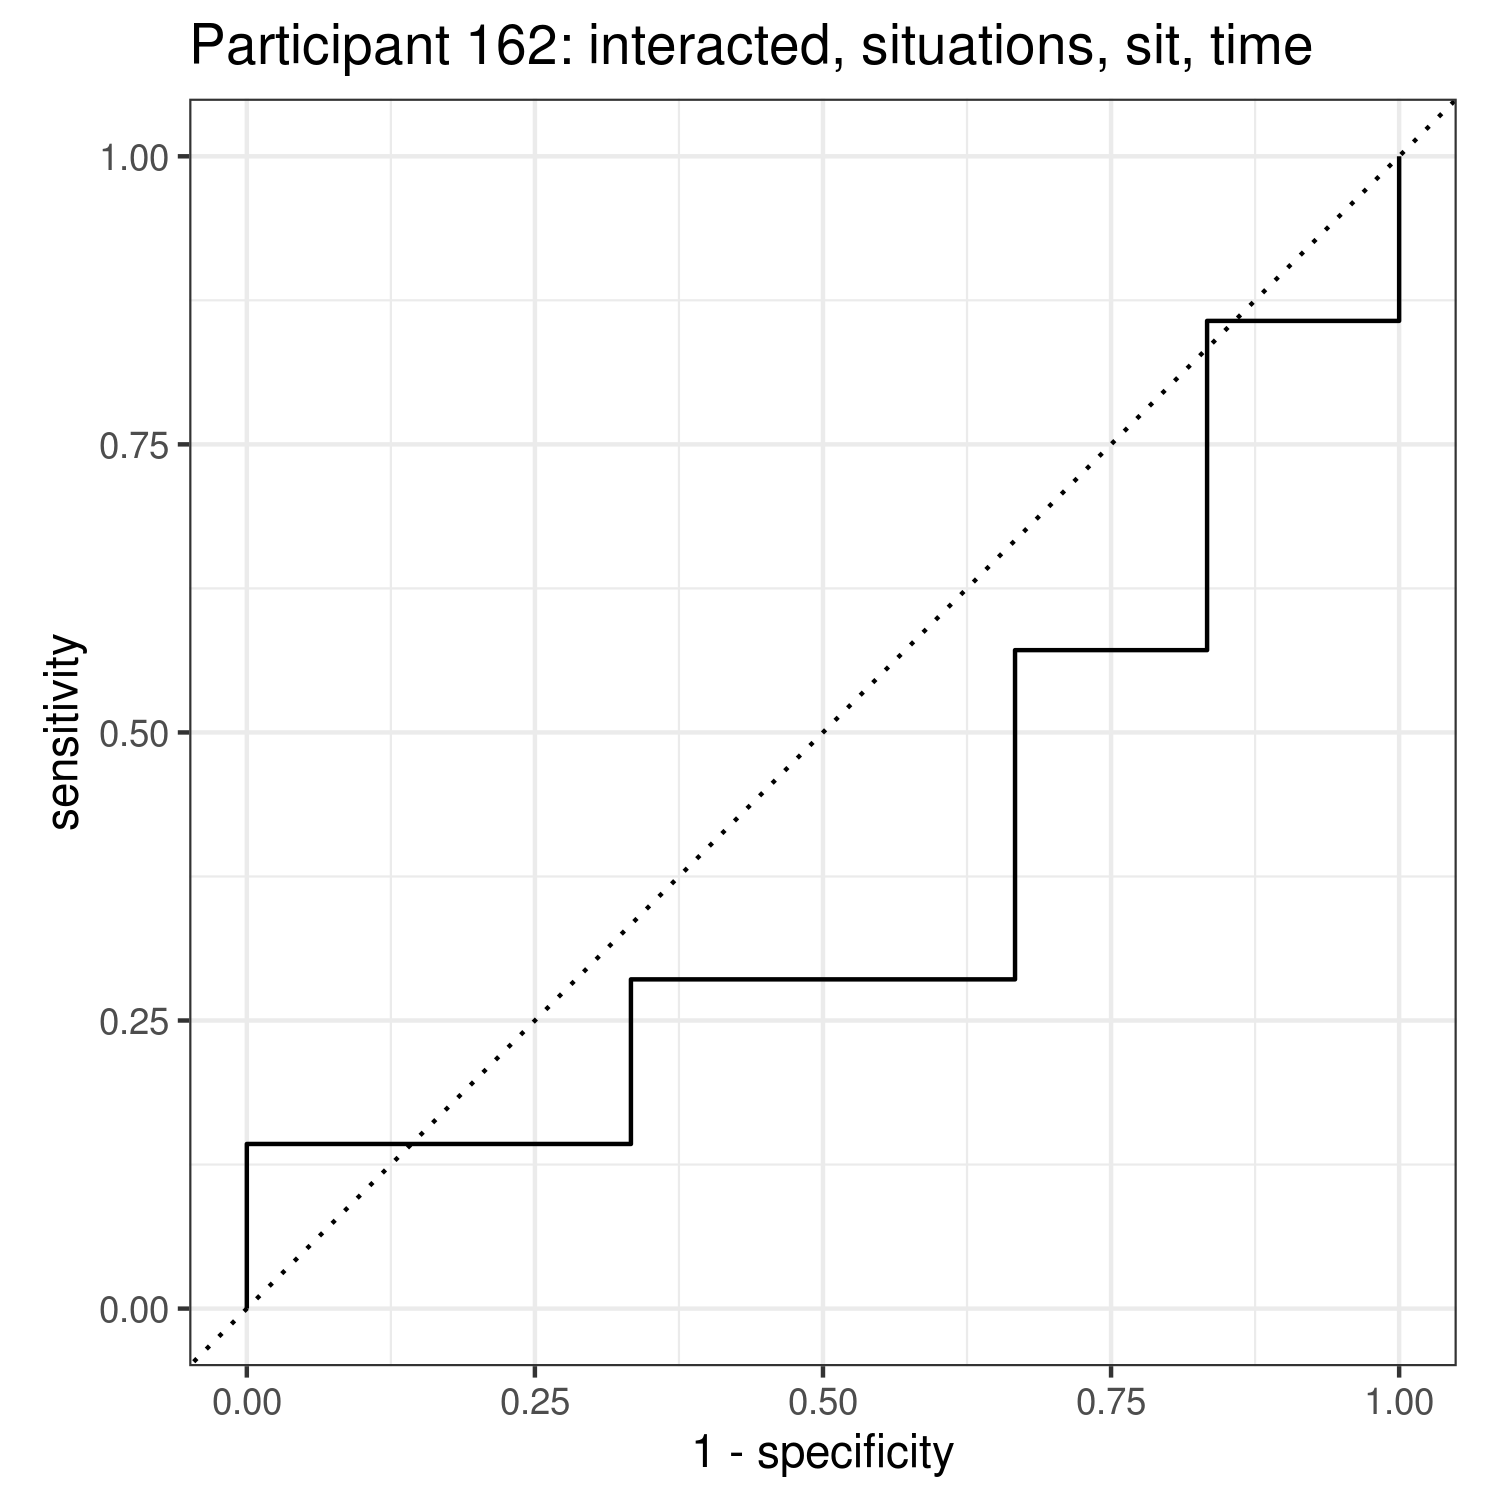 Participant 162: interacted, situations, sit, time
1.00
0.75
0.50
0.25
0.00
sensitivity
0.00 0.25 0.50 0.75 1.00
1 - specificity